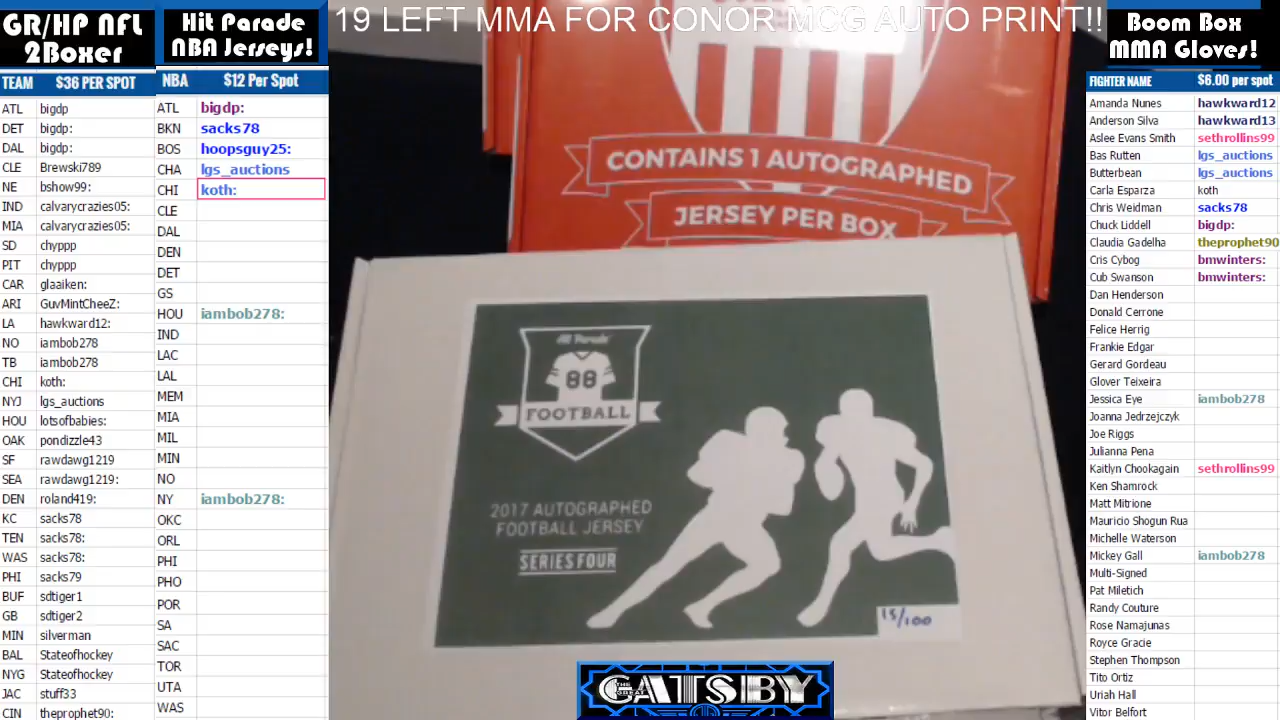 19 LEFT MMA FOR CONOR MCG AUTO PRINT!!
GR/HP NFL
2Boxer
TEAM $36 PER SPOT
ATL bigdp
DET bigdp:
DAL bigdp:
CLE Brewski789
NE bshow99:
IND calvarycrazies05:
MIA calvarycrazies05:
SD chyppp
PIT chyppp
CAR glaaiken:
ARI GuvMintCheeZ:
LA hawkward12:
NO iambob278
TB iambob278
CHI koth:
NYJ lgs_auctions
HOU lotsofbabies:
OAK pondizzle43
SF rawdawg1219
SEA rawdawg1219:
DEN roland419:
KC sacks78
TEN sacks78:
WAS sacks78:
PHI sacks79
BUF sdtiger1
GB sdtiger2
MIN silverman
BAL Stateofhockey
NYG Stateofhockey
JAC stuff33
CIN theprophet90:
Hit Parade
NBA Jerseys!
NBA $12 Per Spot
ATL bigdp:
BKN sacks78
BOS hoopsguy25:
CHA lgs_auctions
CHI koth:
CLE
DAL
DEN
DET
GS
HOU iambob278:
IND
LAC
LAL
MEM
MIA
MIL
MIN
NO
NY iambob278:
OKC
ORL
PHI
PHO
POR
SA
SAC
TOR
UTA
WAS
CONTAINS 1 AUTOGRAPHED
JERSEY PER BOX
Hit Parade
88
FOOTBALL
2017 AUTOGRAPHED
FOOTBALL JERSEY
SERIES FOUR
15/100
THE GREAT
GATSBY
Boom Box
MMA Gloves!
FIGHTER NAME $6.00 per spot
Amanda Nunes hawkward12
Anderson Silva hawkward13
Aslee Evans Smith sethrollins99
Bas Rutten lgs_auctions
Butterbean lgs_auctions
Carla Esparza koth
Chris Weidman sacks78
Chuck Liddell bigdp:
Claudia Gadelha theprophet90
Cris Cybog bmwinters:
Cub Swanson bmwinters:
Dan Henderson
Donald Cerrone
Felice Herrig
Frankie Edgar
Gerard Gordeau
Glover Teixeira
Jessica Eye iambob278
Joanna Jedrzejczyk
Joe Riggs
Julianna Pena
Kaitlyn Chookagain sethrollins99
Ken Shamrock
Matt Mitrione
Mauricio Shogun Rua
Michelle Waterson
Mickey Gall iambob278
Multi-Signed
Pat Miletich
Randy Couture
Rose Namajunas
Royce Gracie
Stephen Thompson
Tito Ortiz
Uriah Hall
Vitor Belfort